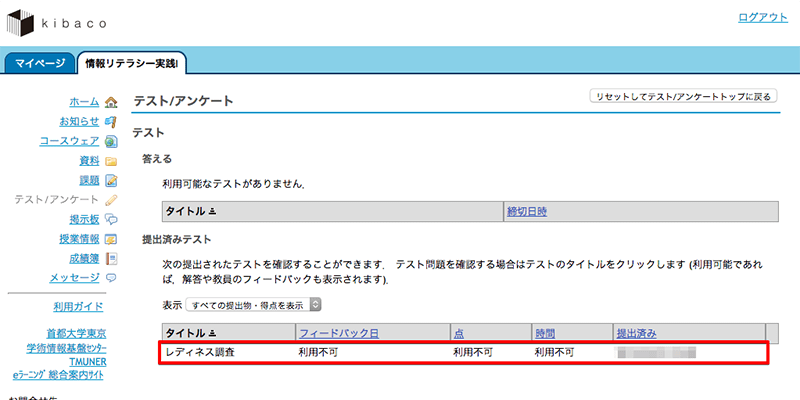 kibaco
ログアウト
マイページ
情報リテラシー実践I
ホーム
お知らせ
コースウェア
資料
課題
テスト/アンケート
掲示板
授業情報
成績簿
メッセージ
利用ガイド
首都大学東京
学術情報基盤センター
TMUNER
eラーニング 総合案内サイト
テスト/アンケート
リセットしてテスト/アンケートトップに戻る
テスト
答える
利用可能なテストがありません.
タイトル
締切日時
提出済みテスト
次の提出されたテストを確認することができます. テスト問題を確認する場合はテストのタイトルをクリックします (利用可能であれ
ば, 解答や教員のフィードバックも表示されます).
表示 すべての提出物・得点を表示
タイトル フィードバック日 点 時間 提出済み
レディネス調査 利用不可 利用不可 利用不可